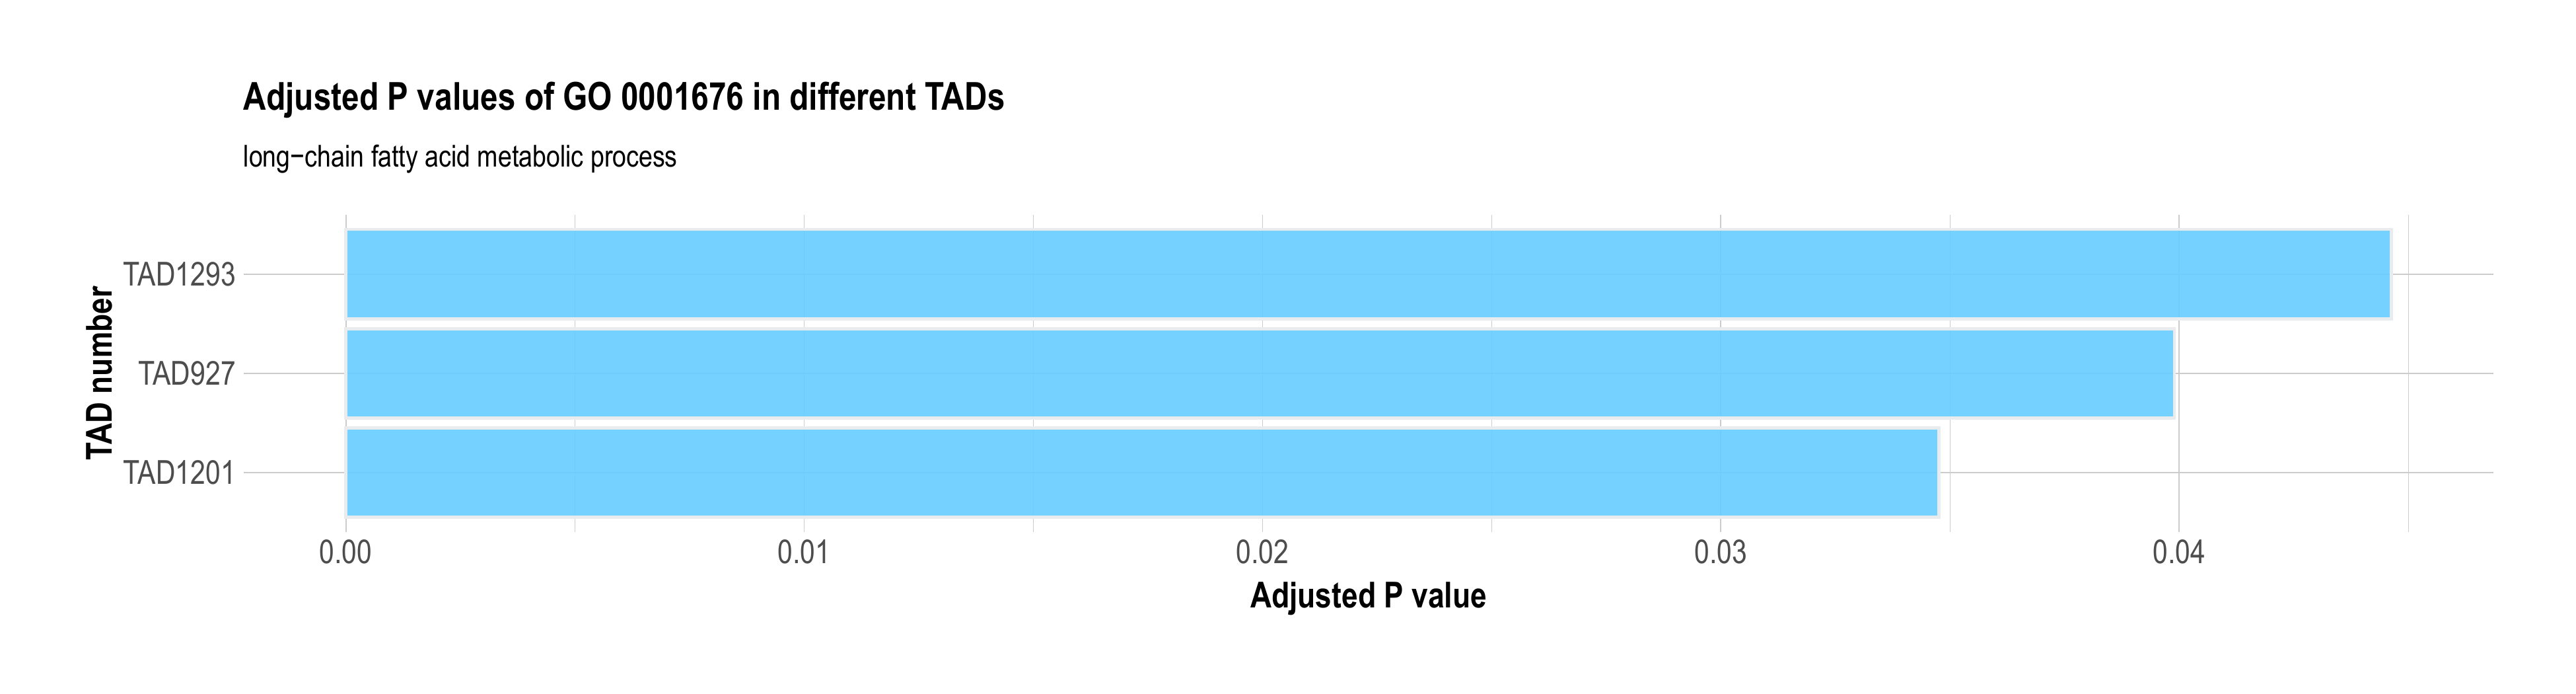 Adjusted P values of GO 0001676 in different TADs
long−chain fatty acid metabolic process
TAD number
TAD1293
TAD927
TAD1201
0.00 0.01 0.02 0.03 0.04
Adjusted P value